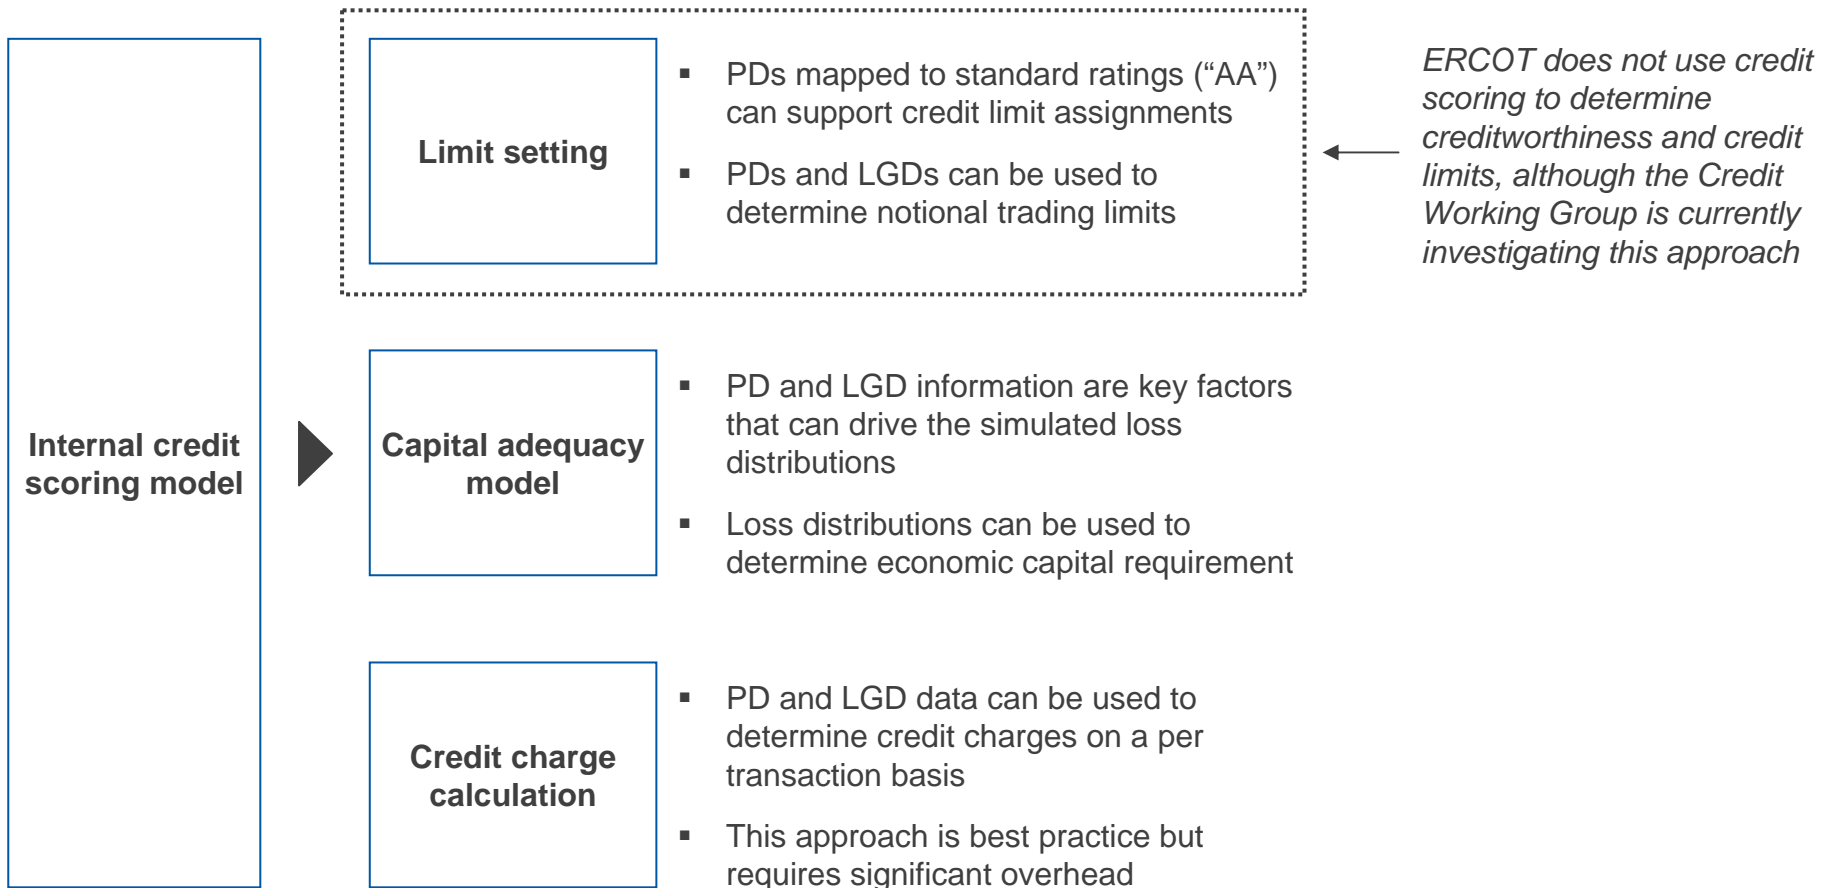 Internal credit
scoring model
Limit setting
▪ PDs mapped to standard ratings (“AA”)
can support credit limit assignments
▪ PDs and LGDs can be used to
determine notional trading limits
ERCOT does not use credit
scoring to determine
creditworthiness and credit
limits, although the Credit
Working Group is currently
investigating this approach
Capital adequacy
model
▪ PD and LGD information are key factors
that can drive the simulated loss
distributions
▪ Loss distributions can be used to
determine economic capital requirement
Credit charge
calculation
▪ PD and LGD data can be used to
determine credit charges on a per
transaction basis
▪ This approach is best practice but
requires significant overhead